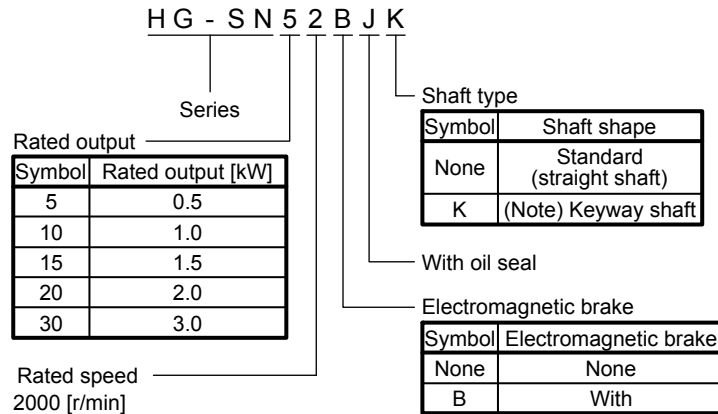 HG-SN52BJK
Series
Rated output
Symbol Rated output [kW]
5 0.5
10 1.0
15 1.5
20 2.0
30 3.0
Rated speed
2000 [r/min]
Shaft type
Symbol Shaft shape
None Standard
(straight shaft)
K (Note) Keyway shaft
With oil seal
Electromagnetic brake
Symbol Electromagnetic brake
None None
B With